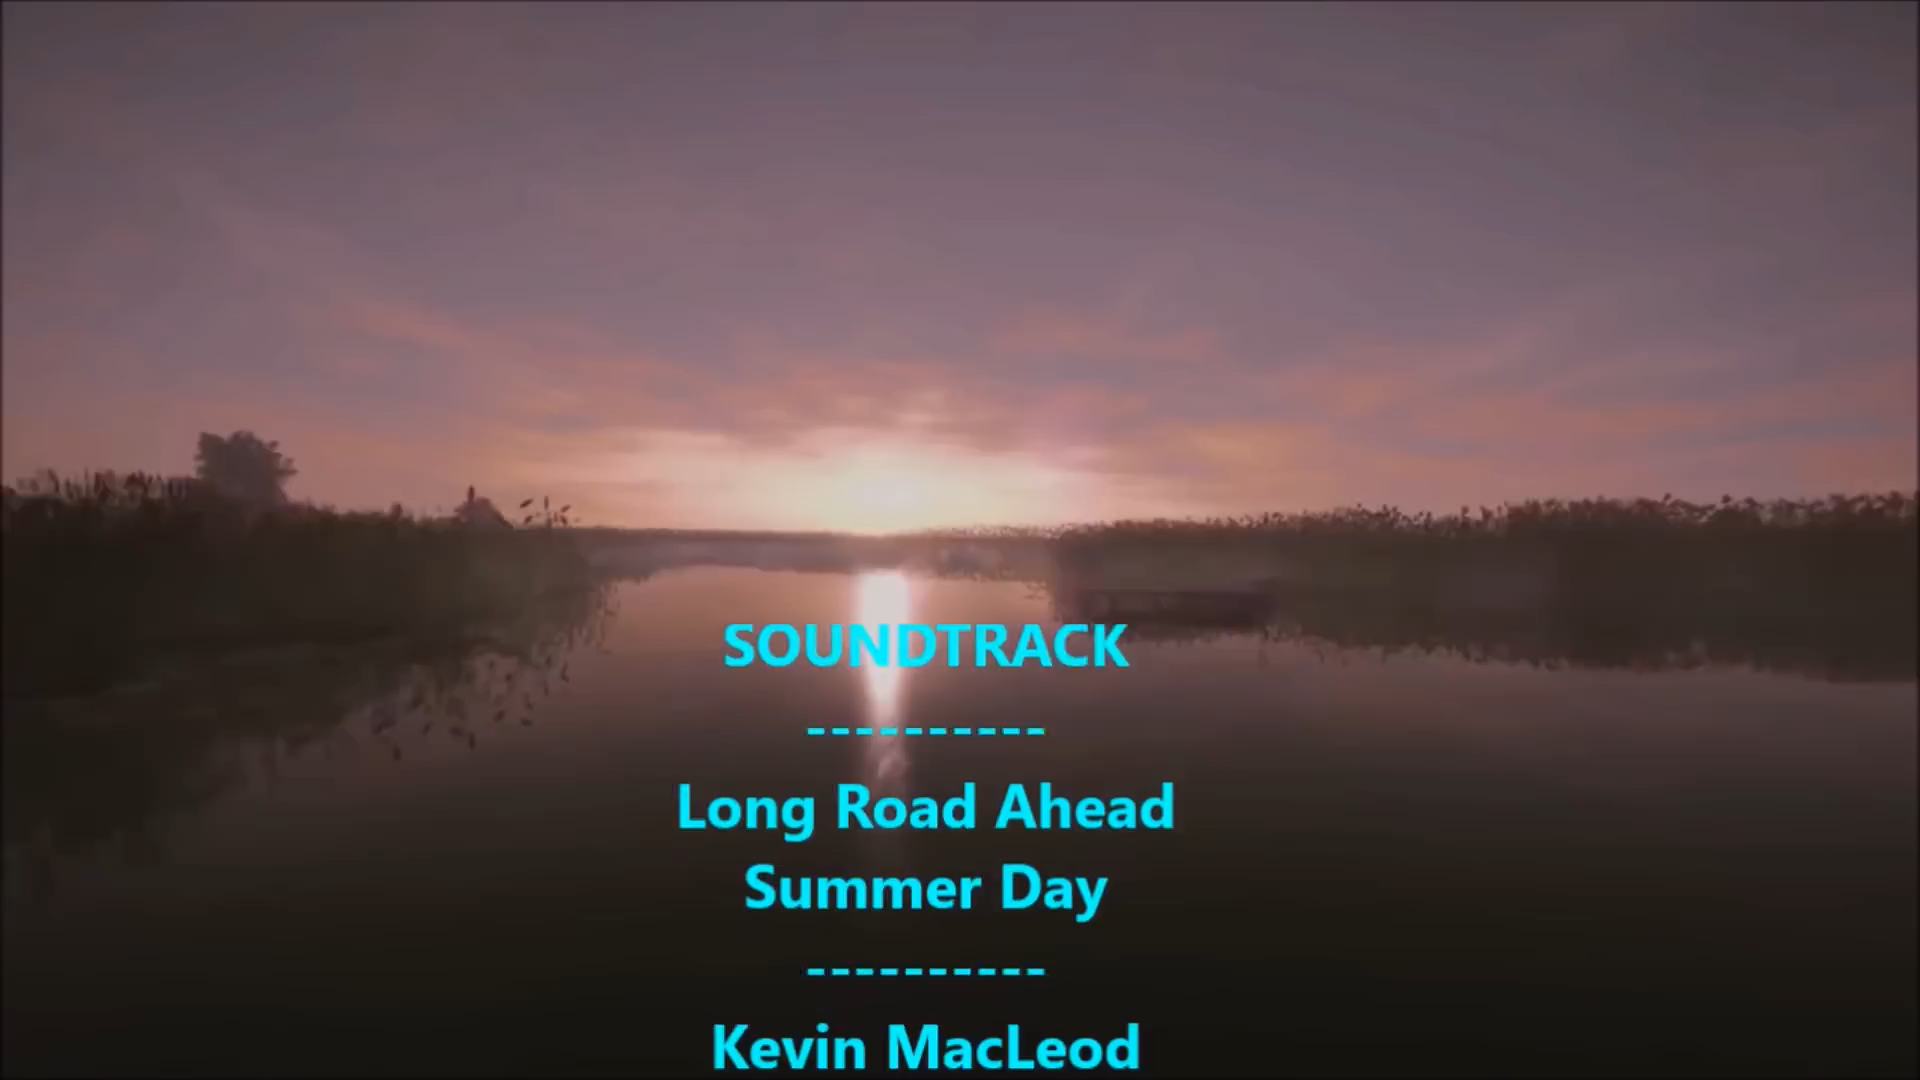 SOUNDTRACK
----------
Long Road Ahead
Summer Day
----------
Kevin MacLeod